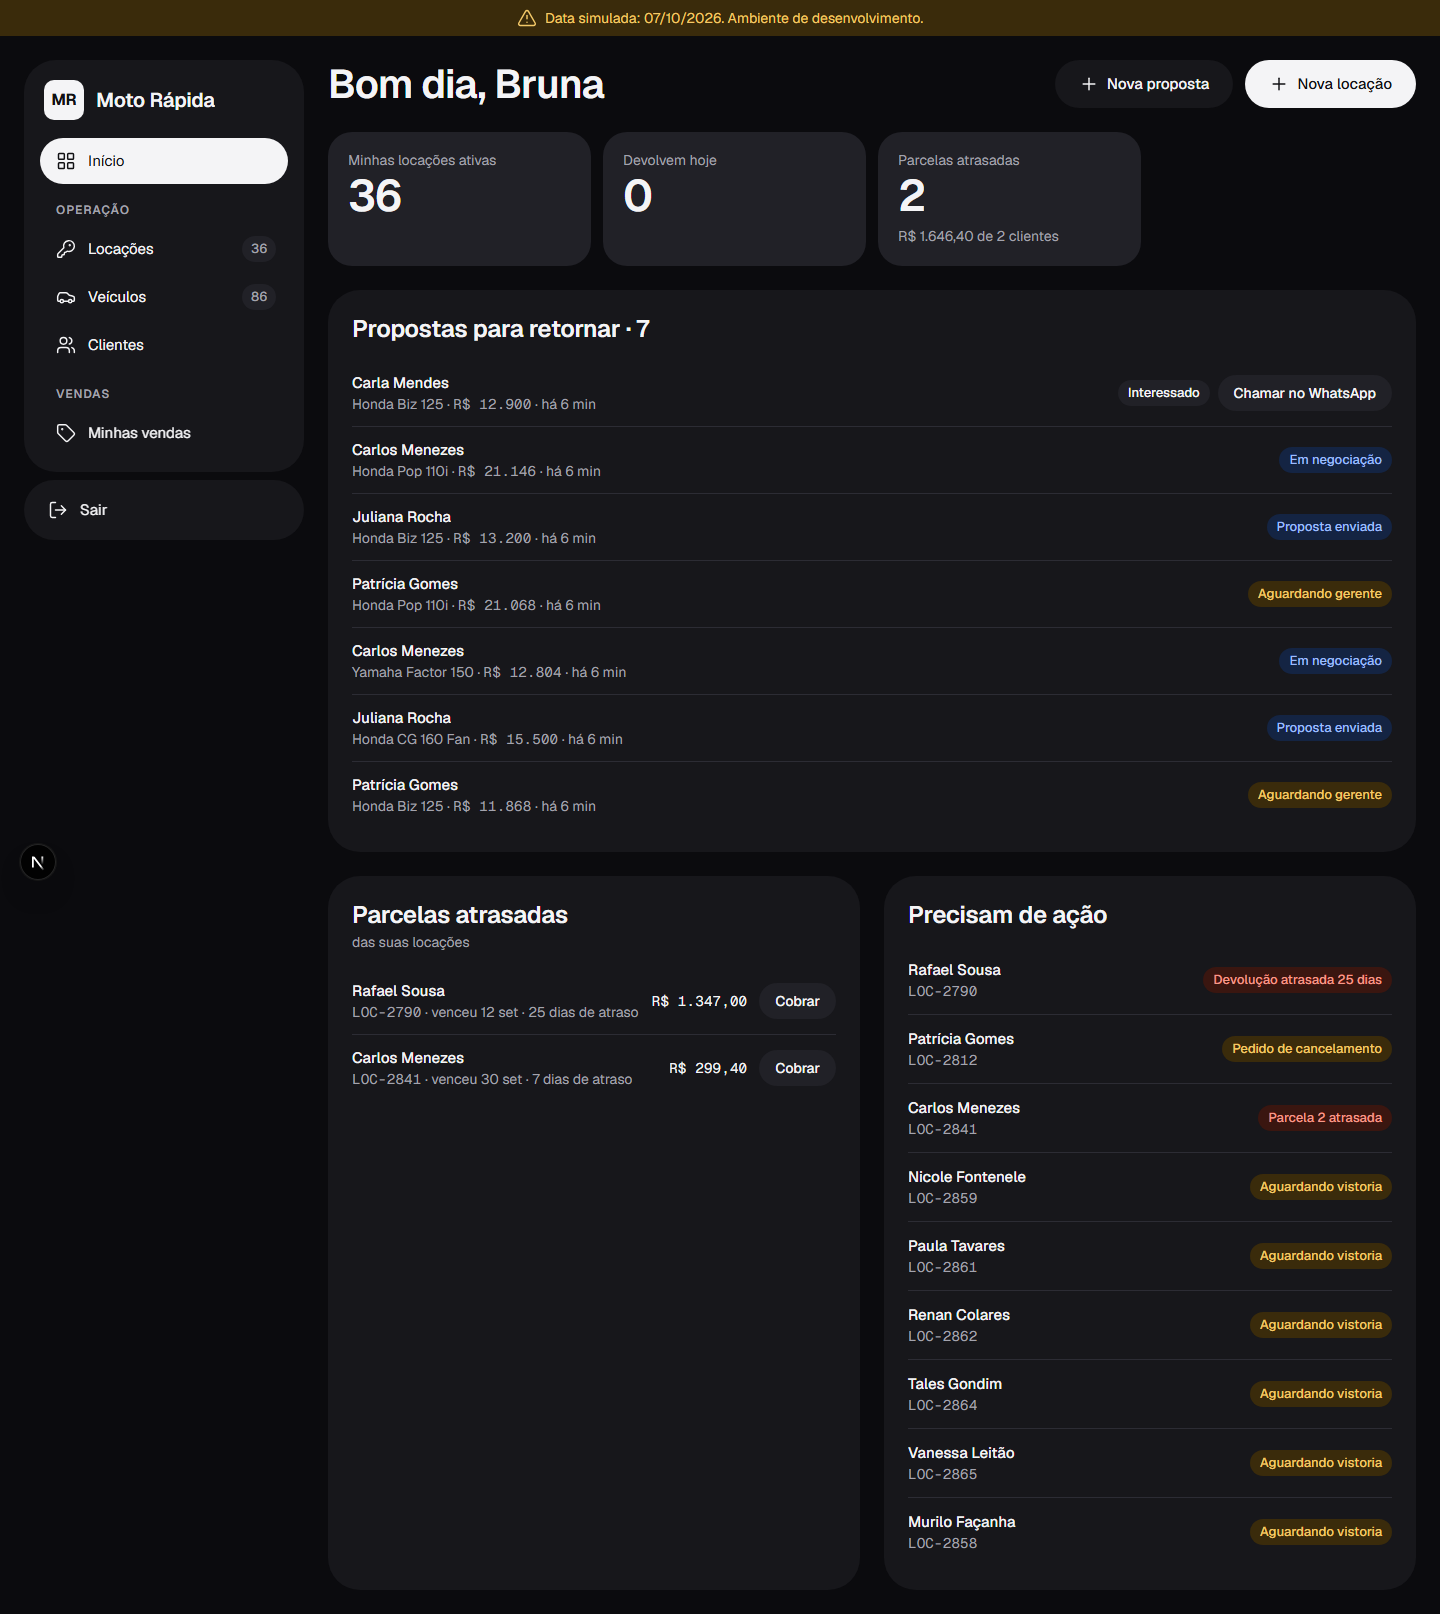 Data simulada: 07/10/2026. Ambiente de desenvolvimento.
MR Moto Rápida
Início
OPERAÇÃO
Locações 36
Veículos 86
Clientes
VENDAS
Minhas vendas
Sair
Bom dia, Bruna
Nova proposta
Nova locação
Minhas locações ativas
36
Devolvem hoje
0
Parcelas atrasadas
2
R$ 1.646,40 de 2 clientes
Propostas para retornar · 7
Carla Mendes
Honda Biz 125 · R$ 12.900 · há 6 min
Interessado
Chamar no WhatsApp
Carlos Menezes
Honda Pop 110i · R$ 21.146 · há 6 min
Em negociação
Juliana Rocha
Honda Biz 125 · R$ 13.200 · há 6 min
Proposta enviada
Patrícia Gomes
Honda Pop 110i · R$ 21.068 · há 6 min
Aguardando gerente
Carlos Menezes
Yamaha Factor 150 · R$ 12.804 · há 6 min
Em negociação
Juliana Rocha
Honda CG 160 Fan · R$ 15.500 · há 6 min
Proposta enviada
Patrícia Gomes
Honda Biz 125 · R$ 11.868 · há 6 min
Aguardando gerente
N
Parcelas atrasadas
das suas locações
Rafael Sousa
LOC-2790 · venceu 12 set · 25 dias de atraso
R$ 1.347,00
Cobrar
Carlos Menezes
LOC-2841 · venceu 30 set · 7 dias de atraso
R$ 299,40
Cobrar
Precisam de ação
Rafael Sousa
LOC-2790
Devolução atrasada 25 dias
Patrícia Gomes
LOC-2812
Pedido de cancelamento
Carlos Menezes
LOC-2841
Parcela 2 atrasada
Nicole Fontenele
LOC-2859
Aguardando vistoria
Paula Tavares
LOC-2861
Aguardando vistoria
Renan Colares
LOC-2862
Aguardando vistoria
Tales Gondim
LOC-2864
Aguardando vistoria
Vanessa Leitão
LOC-2865
Aguardando vistoria
Murilo Façanha
LOC-2858
Aguardando vistoria